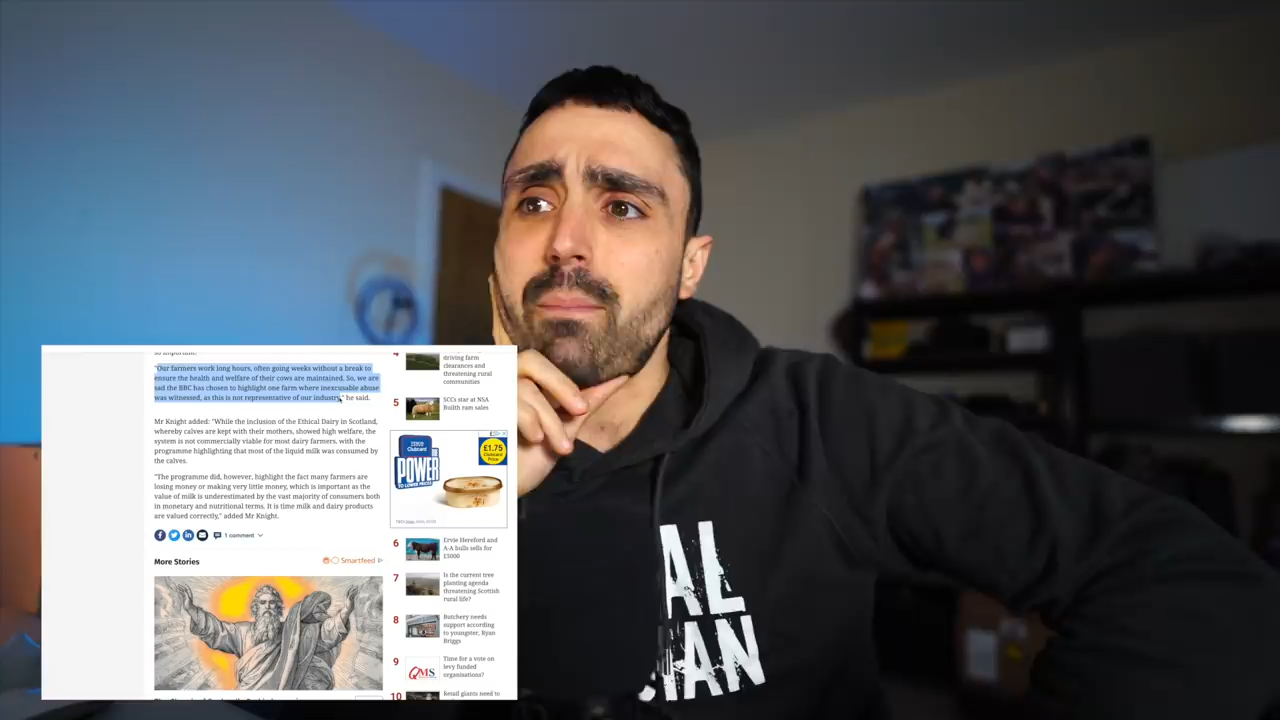 so important.
"Our farmers work long hours, often going weeks without a break to
ensure the health and welfare of their cows are maintained. So, we are
sad the BBC has chosen to highlight one farm where inexcusable abuse
was witnessed, as this is not representative of our industry," he said.
Mr Knight added: "While the inclusion of the Ethical Dairy in Scotland,
whereby calves are kept with their mothers, showed high welfare, the
system is not commercially viable for most dairy farmers, with the
programme highlighting that most of the liquid milk was consumed by
the calves.
"The programme did, however, highlight the fact many farmers are
losing money or making very little money, which is important as the
value of milk is underestimated by the vast majority of consumers both
in monetary and nutritional terms. It is time milk and dairy products
are valued correctly," added Mr Knight.
1 comment
More Stories
Smartfeed
4
driving farm
clearances and
threatening rural
communities
5
SCCs star at NSA
Builth ram sales
TESCO
Clubcard
POWER
TO LOWER PRICES
£1.75
Clubcard
Price
6
Ervie Hereford and
A-A bulls sells for
£5000
7
Is the current tree
planting agenda
threatening Scottish
rural life?
8
Butchery needs
support according
to youngster, Ryan
Briggs
9
QMS
Time for a vote on
levy funded
organisations?
10
Retail giants need to
AL
IAN